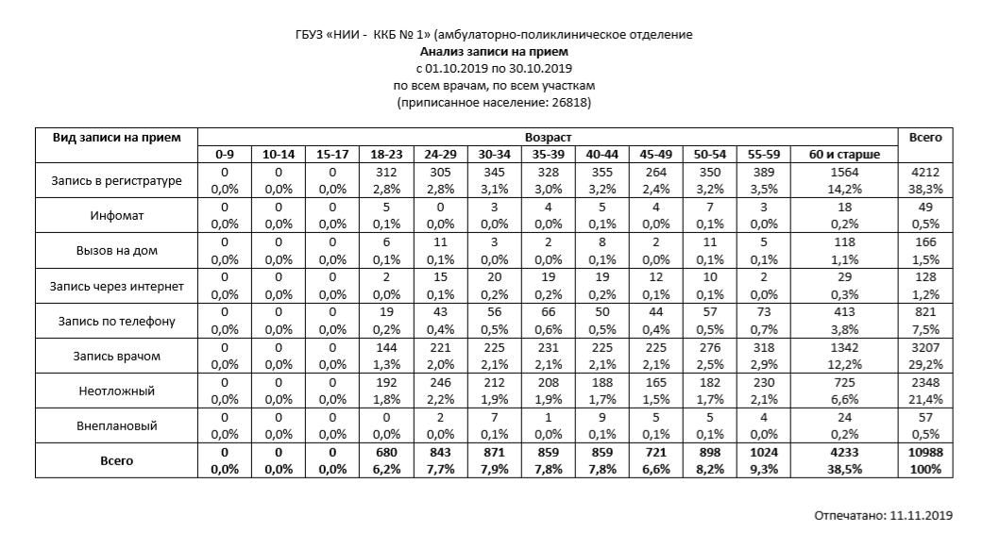 ГБУЗ «НИИ - ККБ № 1» (амбулаторно-поликлиническое отделение
Анализ записи на прием
с 01.10.2019 по 30.10.2019
по всем врачам, по всем участкам
(приписанное население: 26818)
Вид записи на прием Возраст Всего
0-9 10-14 15-17 18-23 24-29 30-34 35-39 40-44 45-49 50-54 55-59 60 и старше
Запись в регистратуре 0 0 0 312 305 345 328 355 264 350 389 1564 4212
0,0% 0,0% 0,0% 2,8% 2,8% 3,1% 3,0% 3,2% 2,4% 3,2% 3,5% 14,2% 38,3%
Инфомат 0 0 0 5 0 3 4 5 4 7 3 18 49
0,0% 0,0% 0,0% 0,1% 0,0% 0,0% 0,0% 0,1% 0,0% 0,1% 0,0% 0,2% 0,5%
Вызов на дом 0 0 0 6 11 3 2 8 2 11 5 118 166
0,0% 0,0% 0,0% 0,1% 0,1% 0,0% 0,0% 0,1% 0,0% 0,1% 0,1% 1,1% 1,5%
Запись через интернет 0 0 0 2 15 20 19 19 12 10 2 29 128
0,0% 0,0% 0,0% 0,0% 0,1% 0,2% 0,2% 0,2% 0,1% 0,1% 0,0% 0,3% 1,2%
Запись по телефону 0 0 0 19 43 56 66 50 44 57 73 413 821
0,0% 0,0% 0,0% 0,2% 0,4% 0,5% 0,6% 0,5% 0,4% 0,5% 0,7% 3,8% 7,5%
Запись врачом 0 0 0 144 221 225 231 225 225 276 318 1342 3207
0,0% 0,0% 0,0% 1,3% 2,0% 2,1% 2,1% 2,1% 2,1% 2,5% 2,9% 12,2% 29,2%
Неотложный 0 0 0 192 246 212 208 188 165 182 230 725 2348
0,0% 0,0% 0,0% 1,8% 2,2% 1,9% 1,9% 1,7% 1,5% 1,7% 2,1% 6,6% 21,4%
Внеплановый 0 0 0 0 2 7 1 9 5 5 4 24 57
0,0% 0,0% 0,0% 0,0% 0,0% 0,1% 0,0% 0,1% 0,1% 0,1% 0,0% 0,2% 0,5%
Всего 0 0 0 680 843 871 859 859 721 898 1024 4233 10988
0,0% 0,0% 0,0% 6,2% 7,7% 7,9% 7,8% 7,8% 6,6% 8,2% 9,3% 38,5% 100%
Отпечатано: 11.11.2019